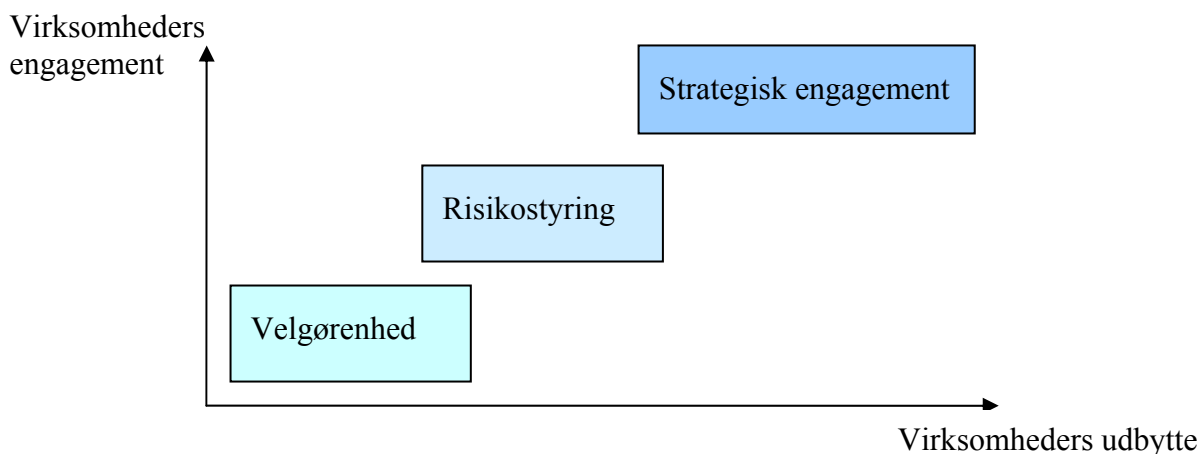 Virksomheders
engagement
Strategisk engagement
Risikostyring
Velgørenhed
Virksomheders udbytte